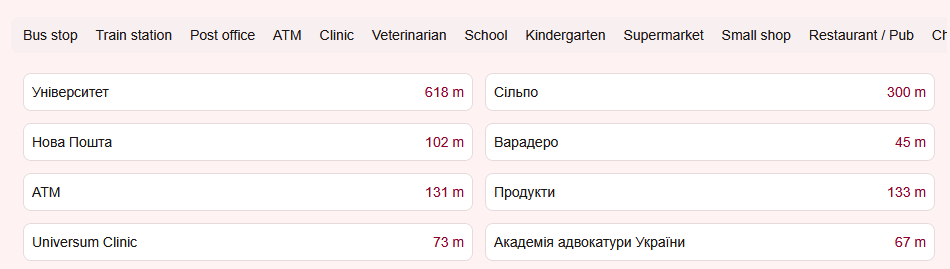 Bus stop Train station Post office ATM Clinic Veterinarian School Kindergarten Supermarket Small shop Restaurant / Pub Ch
Університет 618 m
Сільпо 300 m
Нова Пошта 102 m
Варадеро 45 m
ATM 131 m
Продукти 133 m
Universum Clinic 73 m
Академія адвокатури України 67 m